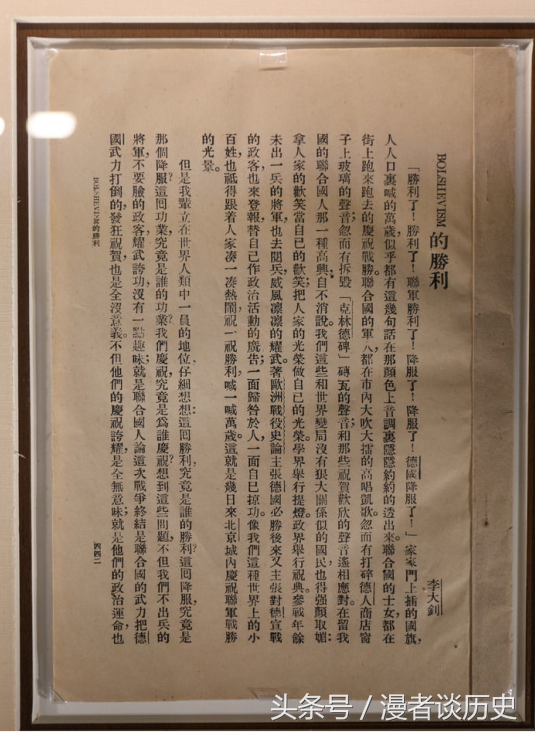 BOLSHEVISM 的勝利
李大釗
「勝利了！勝利了！聯軍勝利了！降服了！降服了！德國降服了！」家家門上插的國旗，
人人口裏喊的萬歲似乎都有這幾句話在那顏色上音調裏隱隱約約的透出來。聯合國的士女，都在
街上跑來跑去的慶祝戰勝聯合國的軍人都在市內大吹大擂的高唱凱歌。忽而有打碎德人商店窗
子上玻璃的聲音；忽而有拆毀「克林德碑」磚瓦的聲音；和那些祝賀歡欣的聲音遙相應對。在留我
國的聯合國人那一種高興，自不消說。我們這些和世界變局沒有狠大關係似的國民，也得強顏取媚：
拿人家的歡笑當自己的歡笑；把人家的光榮做自己的光榮。學界舉行提燈。政界舉行祝典參戰年餘
未出一兵的將軍，也去閱兵，威風凜凜的耀武。著歐洲戰役史論主張德國必勝後來又主張對德宣戰
的政客，也來登報，替自己作政治活動的廣告；一面歸咎於人，一面自己掠功。像我們這種世界上的小
百姓，也祇得跟着人家湊一湊熱鬧，祝一祝勝利，喊一喊萬歲。這就是幾日來北京城內慶祝聯軍戰勝
的光景。
但是我輩立在世界人類中一員的地位，仔細想想：這回勝利，究竟是誰的勝利？這回降服，究竟是
那個降服？這回功業，究竟是誰的功業？我們慶祝，究竟是爲誰慶祝？想到這些問題，不但我們不出兵的
將軍，不要臉的政客，耀武誇功，沒有一點趣味；就是聯合國人論這次戰爭終結是聯合國的武力把德
國武力打倒的，發狂祝賀，也是全沒意義。不但他們的慶祝誇耀，是全無意味，就是他們的政治運命，也
BOLSHEVISM的勝利
四四二
头条号 / 漫者谈历史